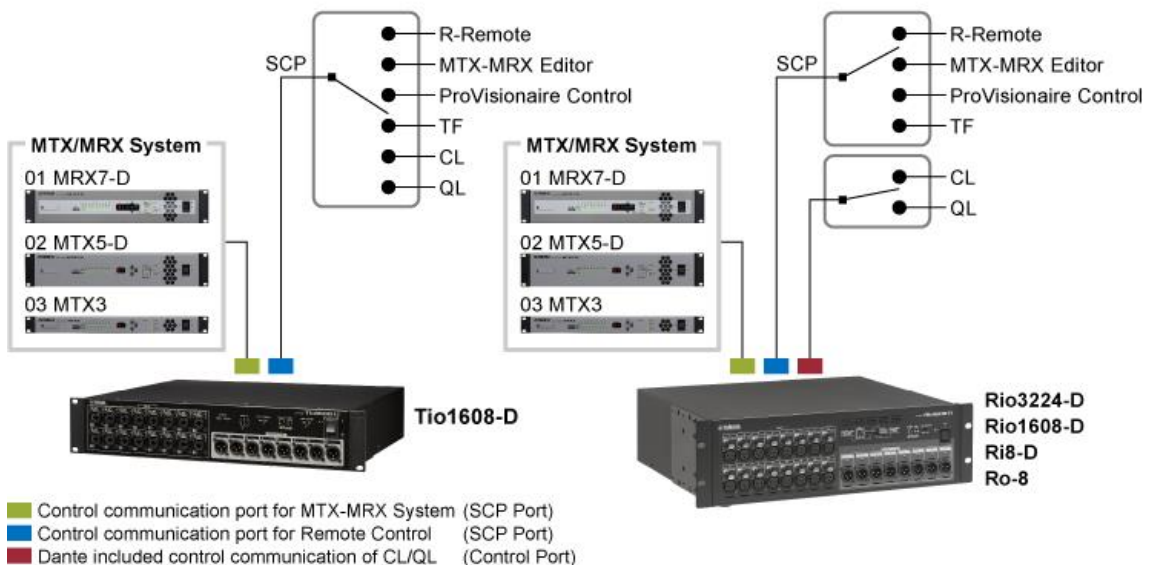 R-Remote
SCP
MTX-MRX Editor
ProVisionaire Control
TF
CL
QL
MTX/MRX System
01 MRX7-D
02 MTX5-D
03 MTX3
Tio1608-D
R-Remote
SCP
MTX-MRX Editor
ProVisionaire Control
TF
CL
QL
MTX/MRX System
01 MRX7-D
02 MTX5-D
03 MTX3
Rio3224-D
Rio1608-D
Ri8-D
Ro-8
Control communication port for MTX-MRX System (SCP Port)
Control communication port for Remote Control (SCP Port)
Dante included control communication of CL/QL (Control Port)